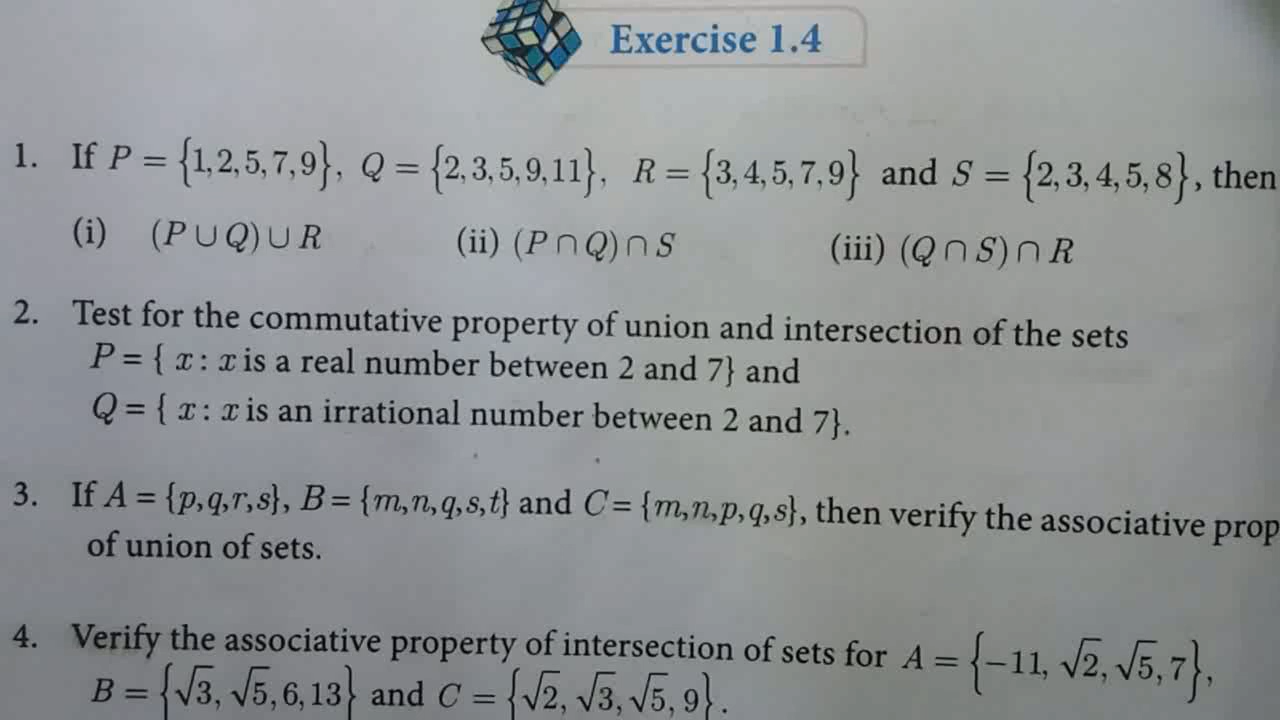 Exercise 1.4
1. If P = {1,2,5,7,9}, Q = {2,3,5,9,11}, R = {3,4,5,7,9} and S = {2,3,4,5,8}, then
(i) (P ∪ Q) ∪ R (ii) (P ∩ Q) ∩ S (iii) (Q ∩ S) ∩ R
2. Test for the commutative property of union and intersection of the sets
P = { x : x is a real number between 2 and 7} and
Q = { x : x is an irrational number between 2 and 7}.
3. If A = {p,q,r,s}, B = {m,n,q,s,t} and C = {m,n,p,q,s}, then verify the associative prop
of union of sets.
4. Verify the associative property of intersection of sets for A = {−11, √2, √5, 7},
B = {√3, √5, 6, 13} and C = {√2, √3, √5, 9}.